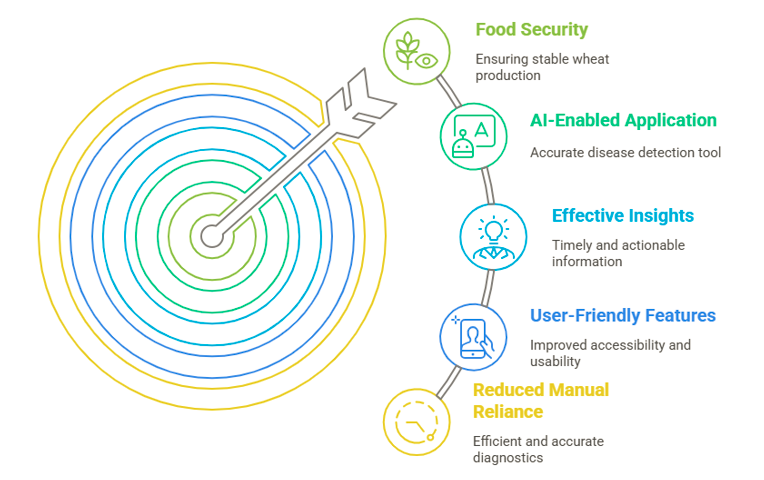 Food Security
Ensuring stable wheat
production
AI-Enabled Application
A
Accurate disease detection tool
Effective Insights
Timely and actionable
information
User-Friendly Features
Improved accessibility and
usability
Reduced Manual
Reliance
Efficient and accurate
diagnostics